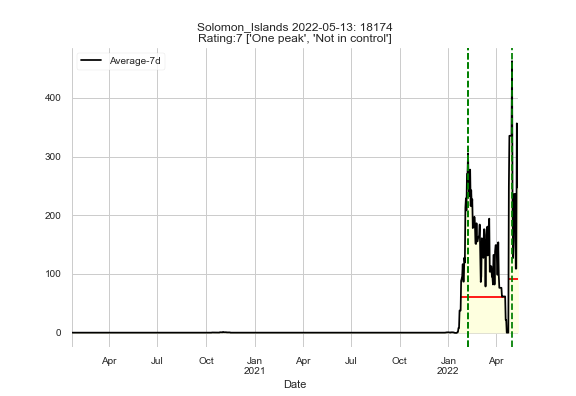 Solomon_Islands 2022-05-13: 18174
Rating:7 ['One peak', 'Not in control']
Average-7d
400
300
200
100
0
Apr Jul Oct Jan Apr Jul Oct Jan Apr
2021 2022
Date